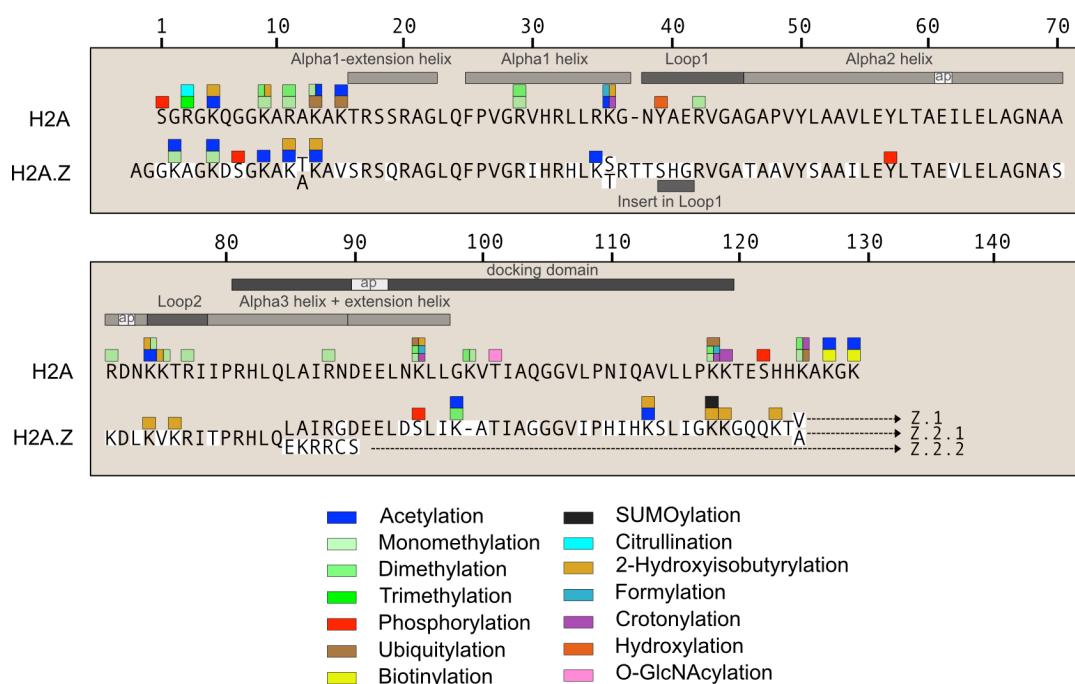 1 10 20 30 40 50 60 70
Alpha1-extension helix Alpha1 helix Loop1 Alpha2 helix
ap
H2A SGRGKQGGKARAKAKTRSSRAGLQFPVGRVHRLLRKG-NYAERVGAGAPVYLAAVLEYLTAEILELAGNAA
H2A.Z AGGKAGKDSGKAKTKAVSRSQRAGLQFPVGRIHRHLKSRTTSHGRVGATAAVYSAAILEYLTAEVLELAGNAS
A T
Insert in Loop1
80 90 100 110 120 130 140
docking domain
ap
Loop2 Alpha3 helix + extension helix
ap
H2A RDNKKTRIIPRHLQLAIRNDEELNKLLGKVTIAQGGVLPNIQAVLLPKKTESHHKAKGK
H2A.Z KDLKVKRITPRHLQLAIRGDEELDSLIK-ATIAGGGVIPHIHKSLIGKKGQQKTV Z.1
A Z.2.1
EKRRCS Z.2.2
Acetylation SUMOylation
Monomethylation Citrullination
Dimethylation 2-Hydroxyisobutyrylation
Trimethylation Formylation
Phosphorylation Crotonylation
Ubiquitylation Hydroxylation
Biotinylation O-GlcNAcylation